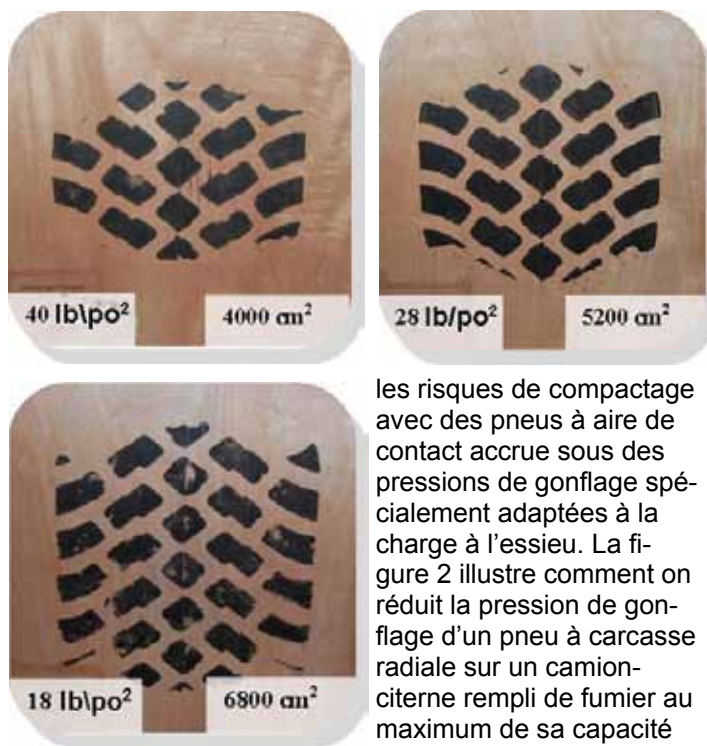 40 lb\po² 4000 cm²
28 lb/po² 5200 cm²
18 lb\po² 6800 cm²
les risques de compactage
avec des pneus à aire de
contact accrue sous des
pressions de gonflage spé-
cialement adaptées à la
charge à l'essieu. La fi-
gure 2 illustre comment on
réduit la pression de gon-
flage d'un pneu à carcasse
radiale sur un camion-
citerne rempli de fumier au
maximum de sa capacité